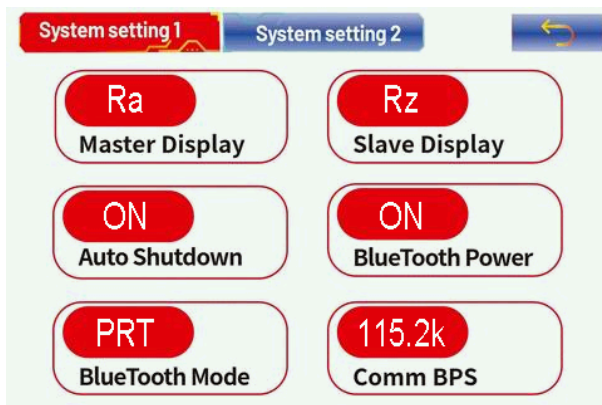 System setting 1
System setting 2
Ra
Master Display
Rz
Slave Display
ON
Auto Shutdown
ON
BlueTooth Power
PRT
BlueTooth Mode
115.2k
Comm BPS